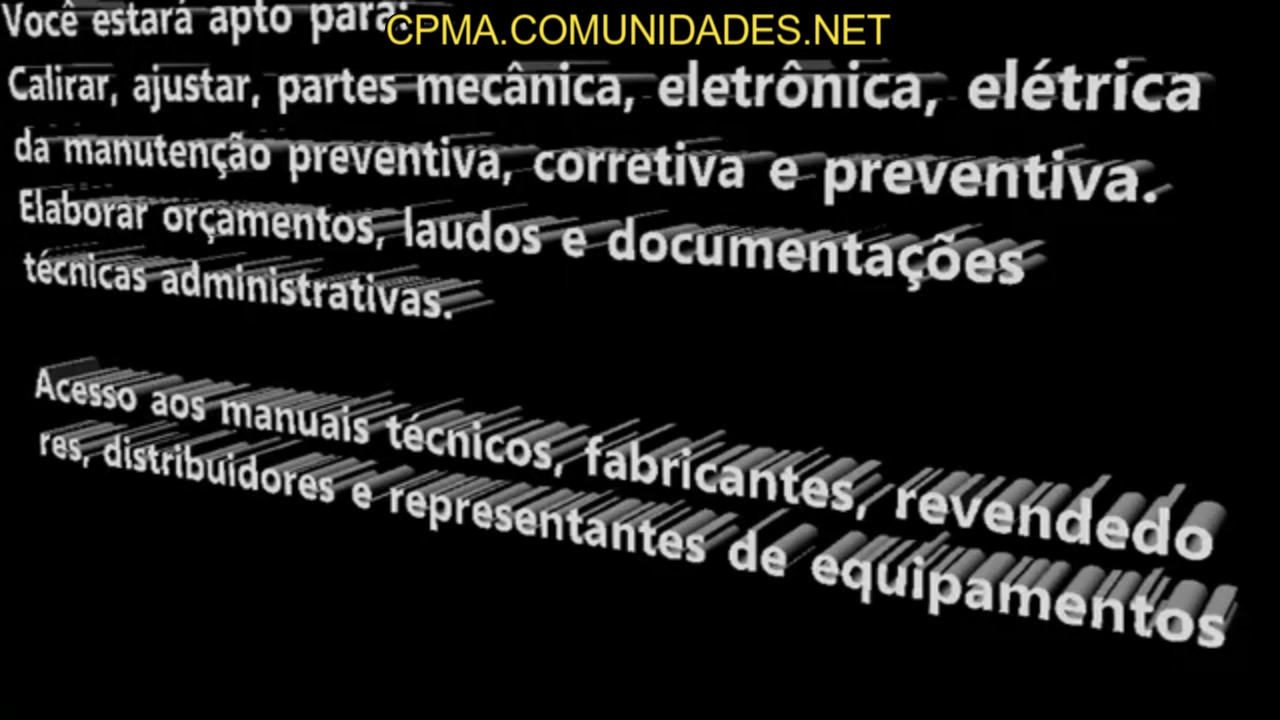 Você estará apto para:
CPMA.COMUNIDADES.NET
Calirar, ajustar, partes mecânica, eletrônica, elétrica
da manutenção preventiva, corretiva e preventiva.
Elaborar orçamentos, laudos e documentações
técnicas administrativas.
Acesso aos manuais técnicos, fabricantes, revendedo
res, distribuidores e representantes de equipamentos